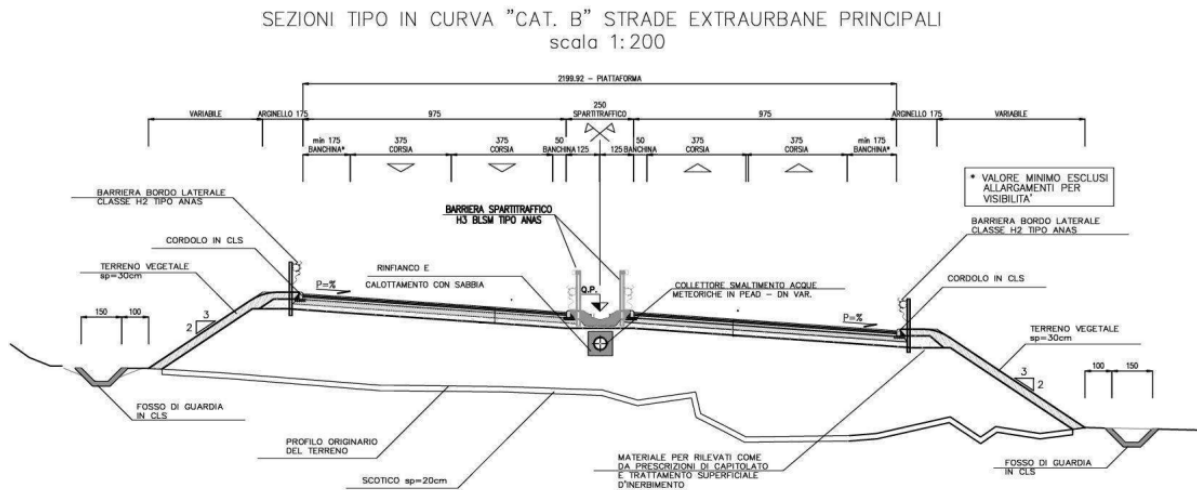 SEZIONI TIPO IN CURVA "CAT. B" STRADE EXTRAURBANE PRINCIPALI
scala 1:200
2199.92 - PIATTAFORMA
250
VARIABILE
ARGINELLO 175
975
SPARTITRAFFICO
975
ARGINELLO 175
VARIABILE
min 175
375
375
50
50
375
375
min 175
BANCHINA*
CORSIA
CORSIA
BANCHINA
125
125
BANCHINA
CORSIA
CORSIA
BANCHINA*
* VALORE MINIMO ESCLUSI
ALLARGAMENTI PER
VISIBILITA'
BARRIERA BORDO LATERALE
CLASSE H2 TIPO ANAS
BARRIERA SPARTITRAFFICO
H3 BLSM TIPO ANAS
BARRIERA BORDO LATERALE
CLASSE H2 TIPO ANAS
CORDOLO IN CLS
TERRENO VEGETALE
sp=30cm
RINFIANCO E
CALOTTAMENTO CON SABBIA
P=%
Q.P.
COLLETTORE SMALTIMENTO ACQUE
METEORICHE IN PEAD - DN VAR.
CORDOLO IN CLS
P=%
150
100
3
2
TERRENO VEGETALE
sp=30cm
3
2
100
150
FOSSO DI GUARDIA
IN CLS
PROFILO ORIGINARIO
DEL TERRENO
SCOTICO sp=20cm
MATERIALE PER RILEVATI COME
DA PRESCRIZIONI DI CAPITOLATO
E TRATTAMENTO SUPERFICIALE
D'INERBIMENTO
FOSSO DI GUARDIA
IN CLS